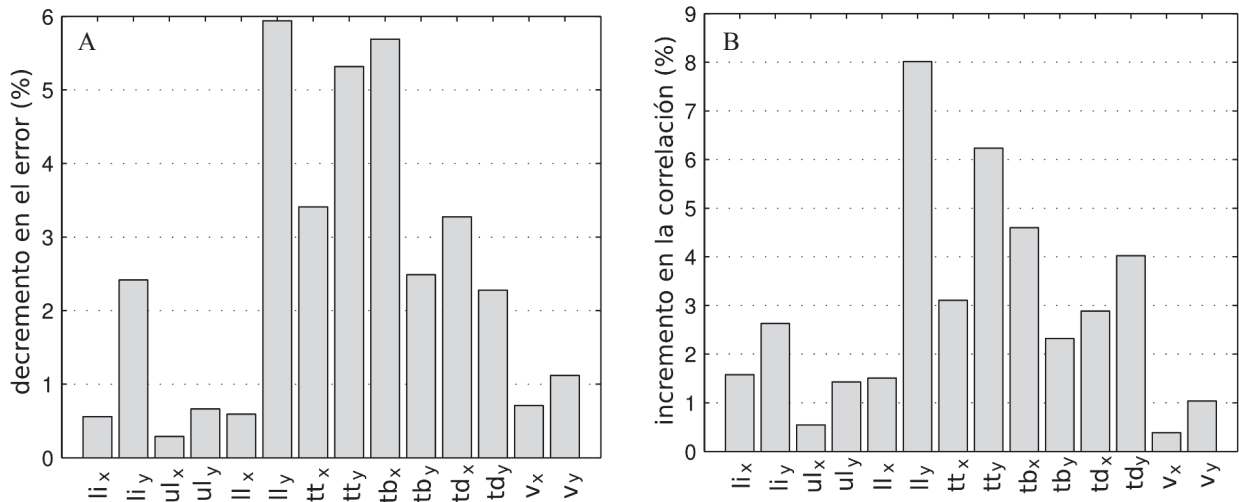 A
decremento en el error (%)
6
5
4
3
2
1
0
li x
li y
ul x
ul y
ll x
ll y
tt x
tt y
tb x
tb y
td x
td y
v x
v y
B
incremento en la correlación (%)
9
8
7
6
5
4
3
2
1
0
li x
li y
ul x
ul y
ll x
ll y
tt x
tt y
tb x
tb y
td x
td y
v x
v y